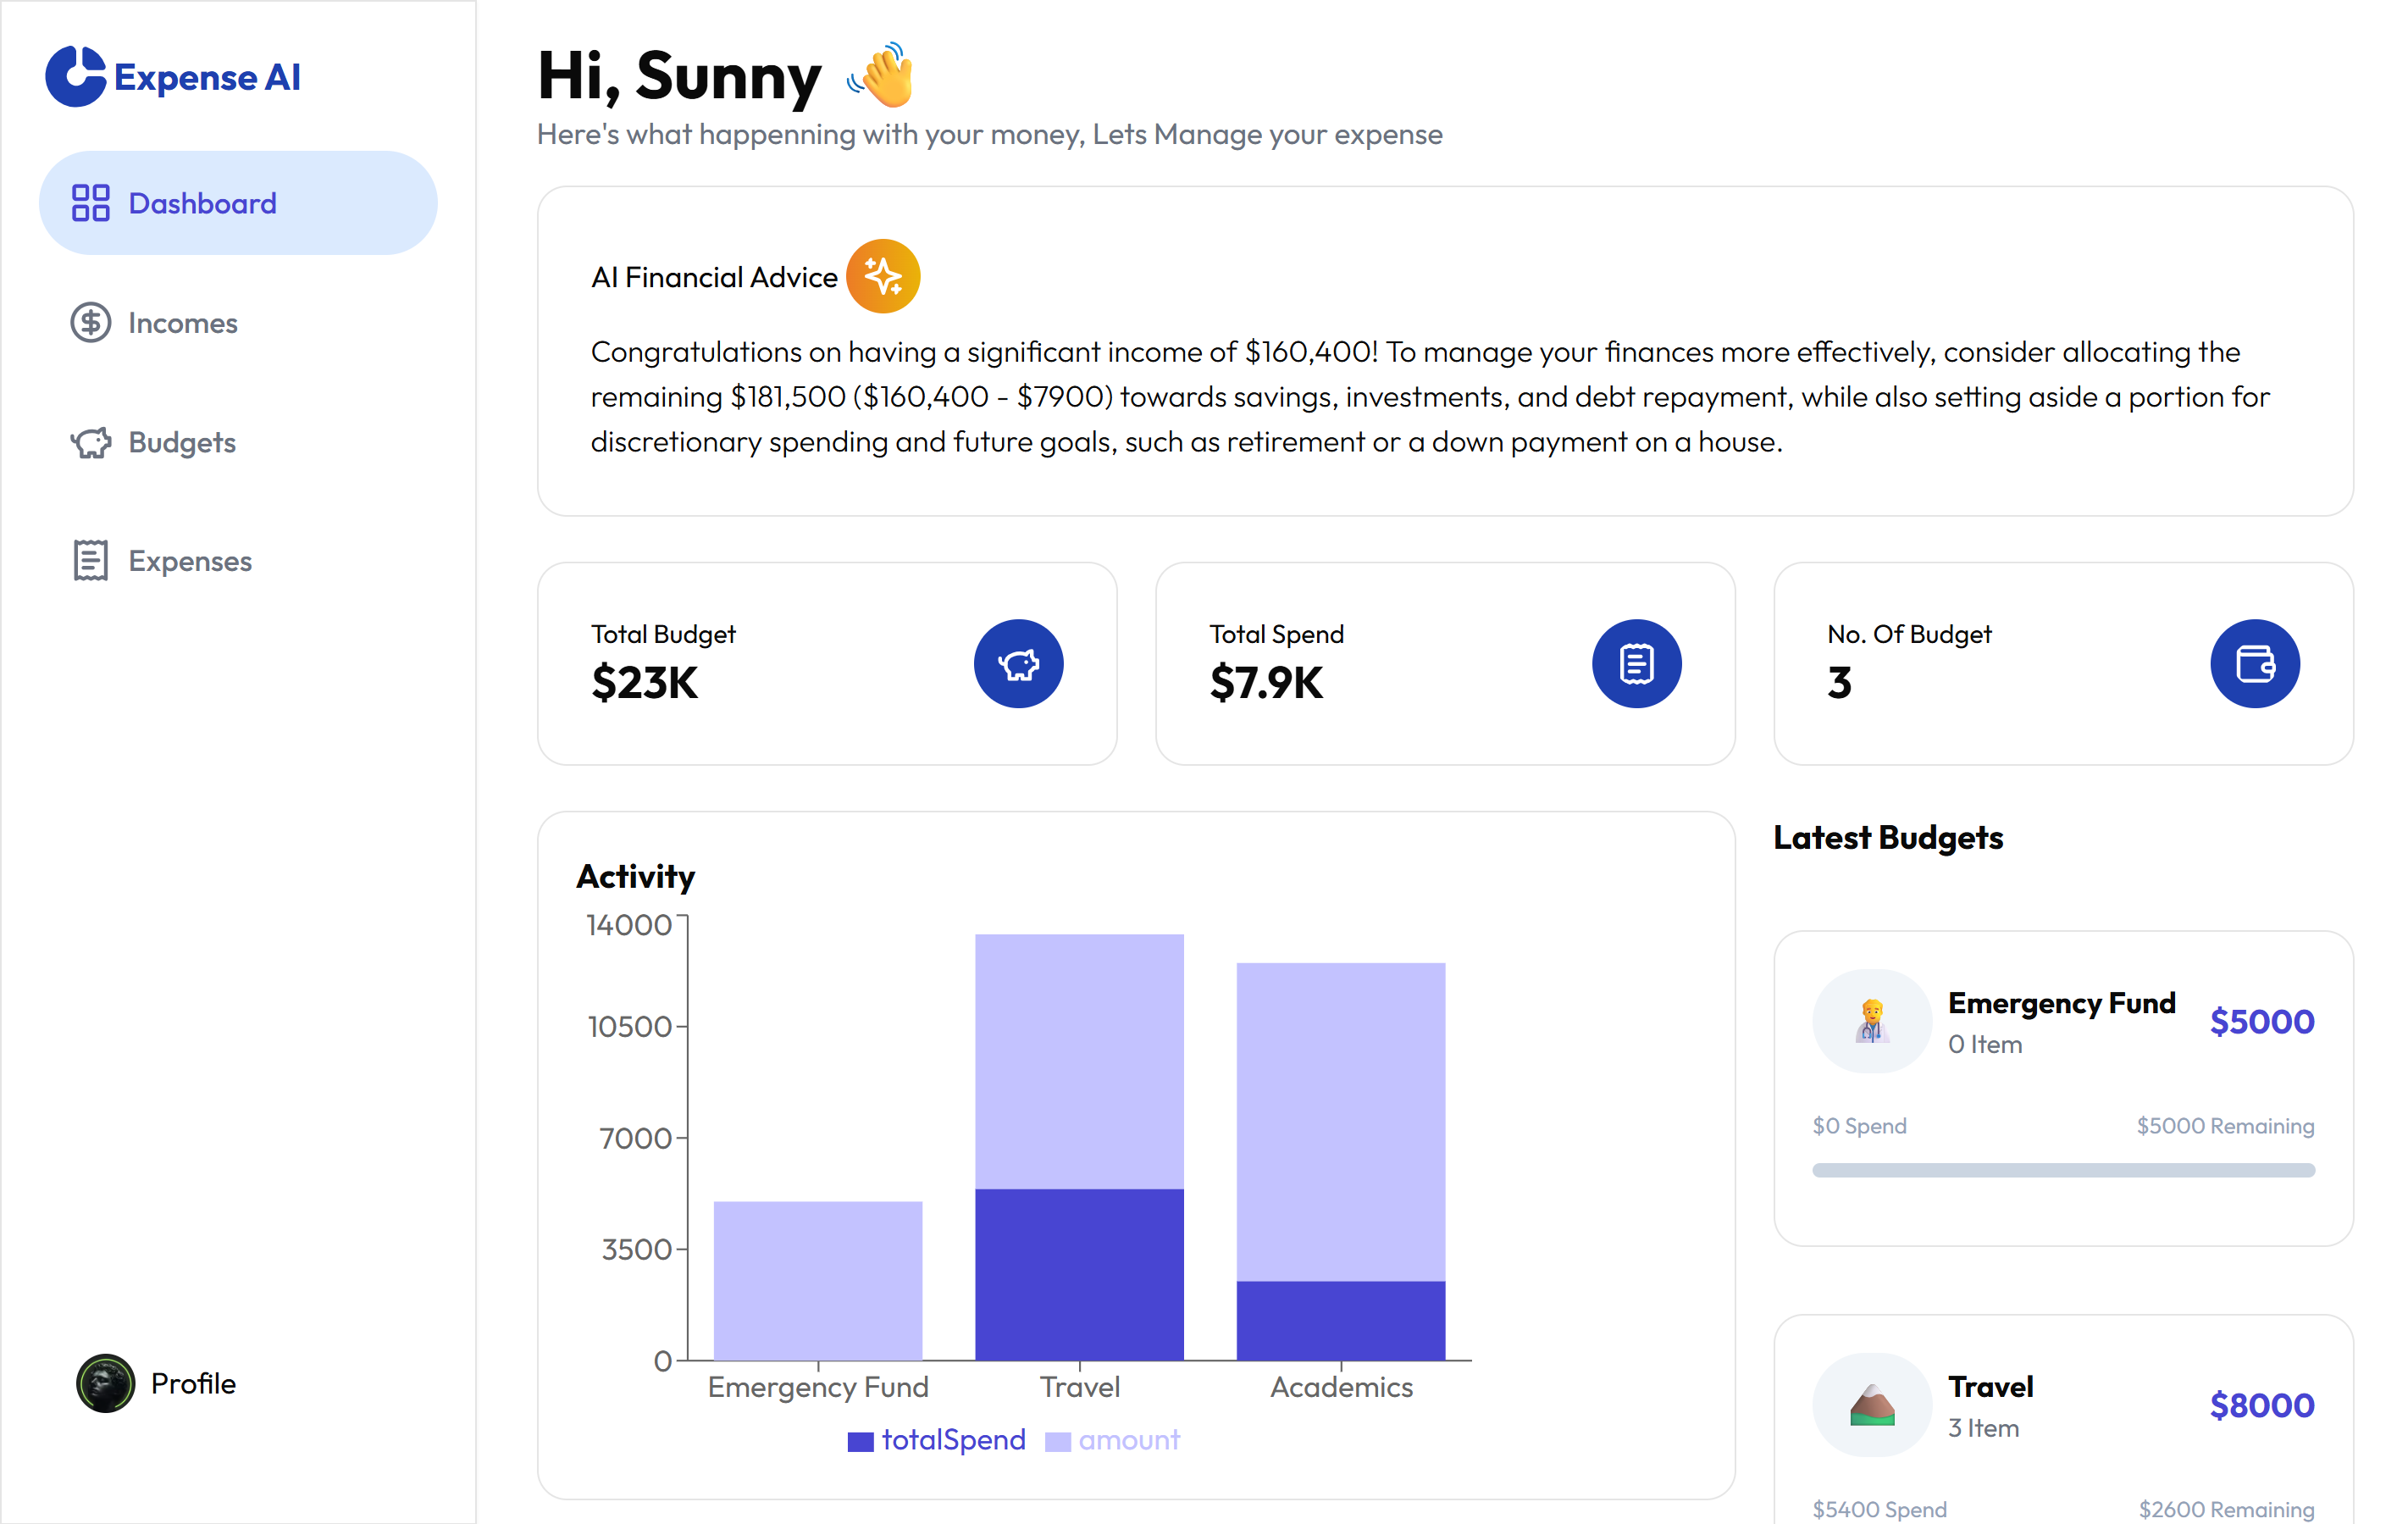 Expense AI
Dashboard
Incomes
Budgets
Expenses
Profile
Hi, Sunny 👋
Here's what happenning with your money, Lets Manage your expense
AI Financial Advice
Congratulations on having a significant income of $160,400! To manage your finances more effectively, consider allocating the
remaining $181,500 ($160,400 - $7900) towards savings, investments, and debt repayment, while also setting aside a portion for
discretionary spending and future goals, such as retirement or a down payment on a house.
Total Budget
$23K
Total Spend
$7.9K
No. Of Budget
3
Activity
14000
10500
7000
3500
0
Emergency Fund Travel Academics
totalSpend amount
Latest Budgets
Emergency Fund
0 Item
$5000
$0 Spend $5000 Remaining
Travel
3 Item
$8000
$5400 Spend $2600 Remaining